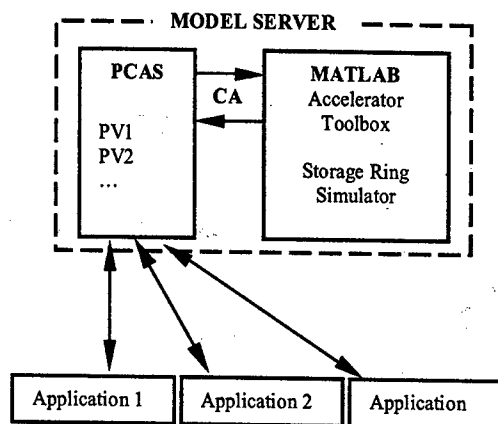 MODEL SERVER
PCAS
CA
MATLAB
Accelerator
Toolbox
PV1
PV2
...
Storage Ring
Simulator
Application 1
Application 2
Application